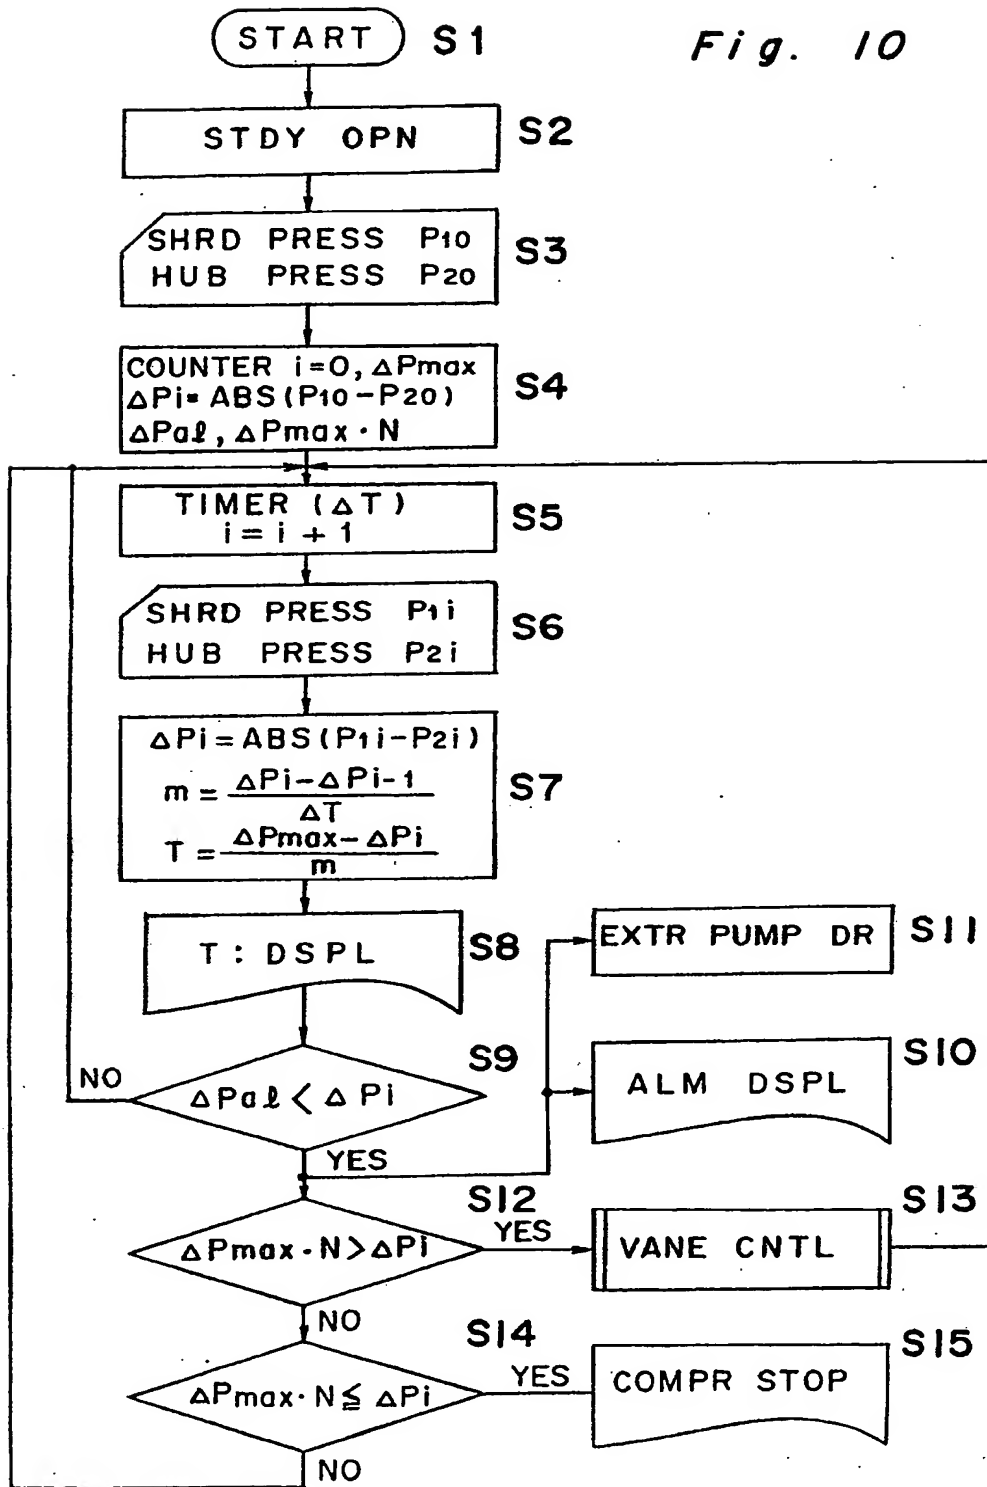 START S1
Fig. 10
STDY OPN S2
SHRD PRESS P10
HUB PRESS P20
S3
COUNTER i=0, ΔPmax
ΔPi=ABS(P10-P20)
ΔPal, ΔPmax·N
S4
TIMER (ΔT)
i = i + 1
S5
SHRD PRESS P1i
HUB PRESS P2i
S6
ΔPi=ABS(P1i-P2i)
m = ΔPi-ΔPi-1
ΔT
T = ΔPmax-ΔPi
m
S7
T : DSPL S8
EXTR PUMP DR S11
S9
NO
ΔPal < ΔPi
YES
ALM DSPL S10
S12
ΔPmax·N>ΔPi
YES
NO
VANE CNTL S13
S14
ΔPmax·N≦ ΔPi
YES
NO
COMPR STOP S15